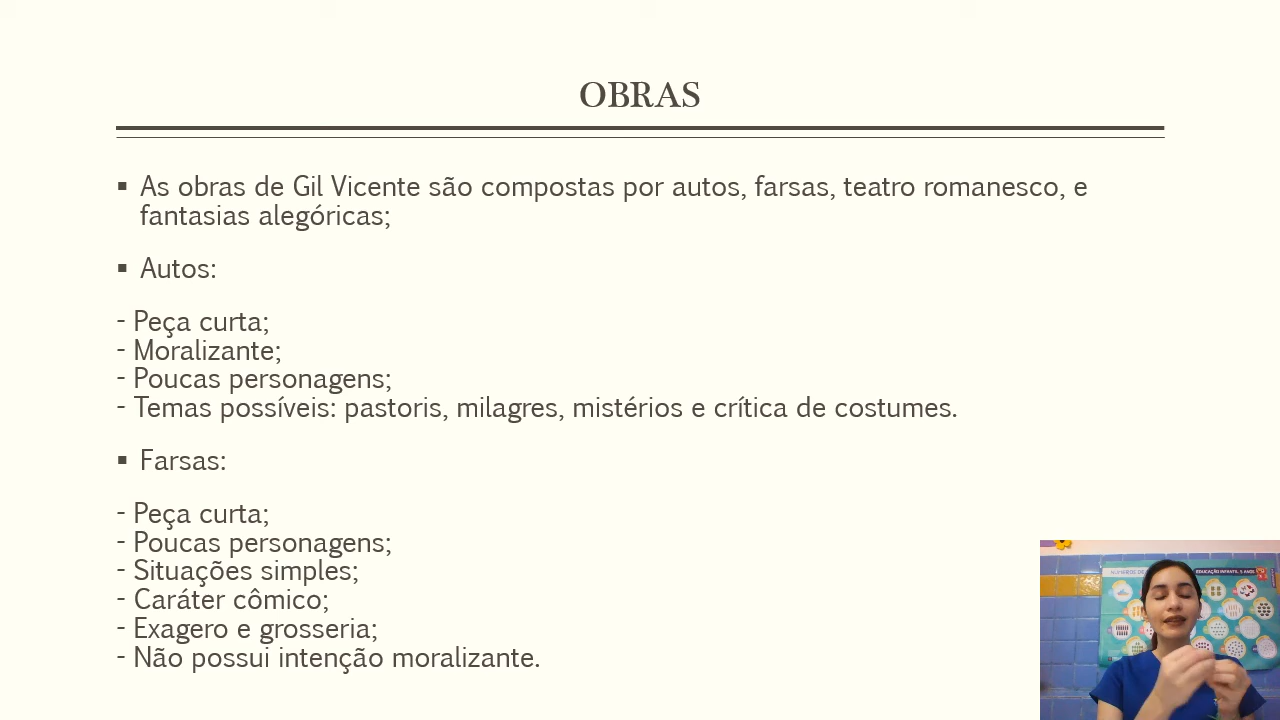 OBRAS
▪ As obras de Gil Vicente são compostas por autos, farsas, teatro romanesco, e
fantasias alegóricas;
▪ Autos:
- Peça curta;
- Moralizante;
- Poucas personagens;
- Temas possíveis: pastoris, milagres, mistérios e crítica de costumes.
▪ Farsas:
- Peça curta;
- Poucas personagens;
- Situações simples;
- Caráter cômico;
- Exagero e grosseria;
- Não possui intenção moralizante.
EDUCAÇÃO INFANTIL